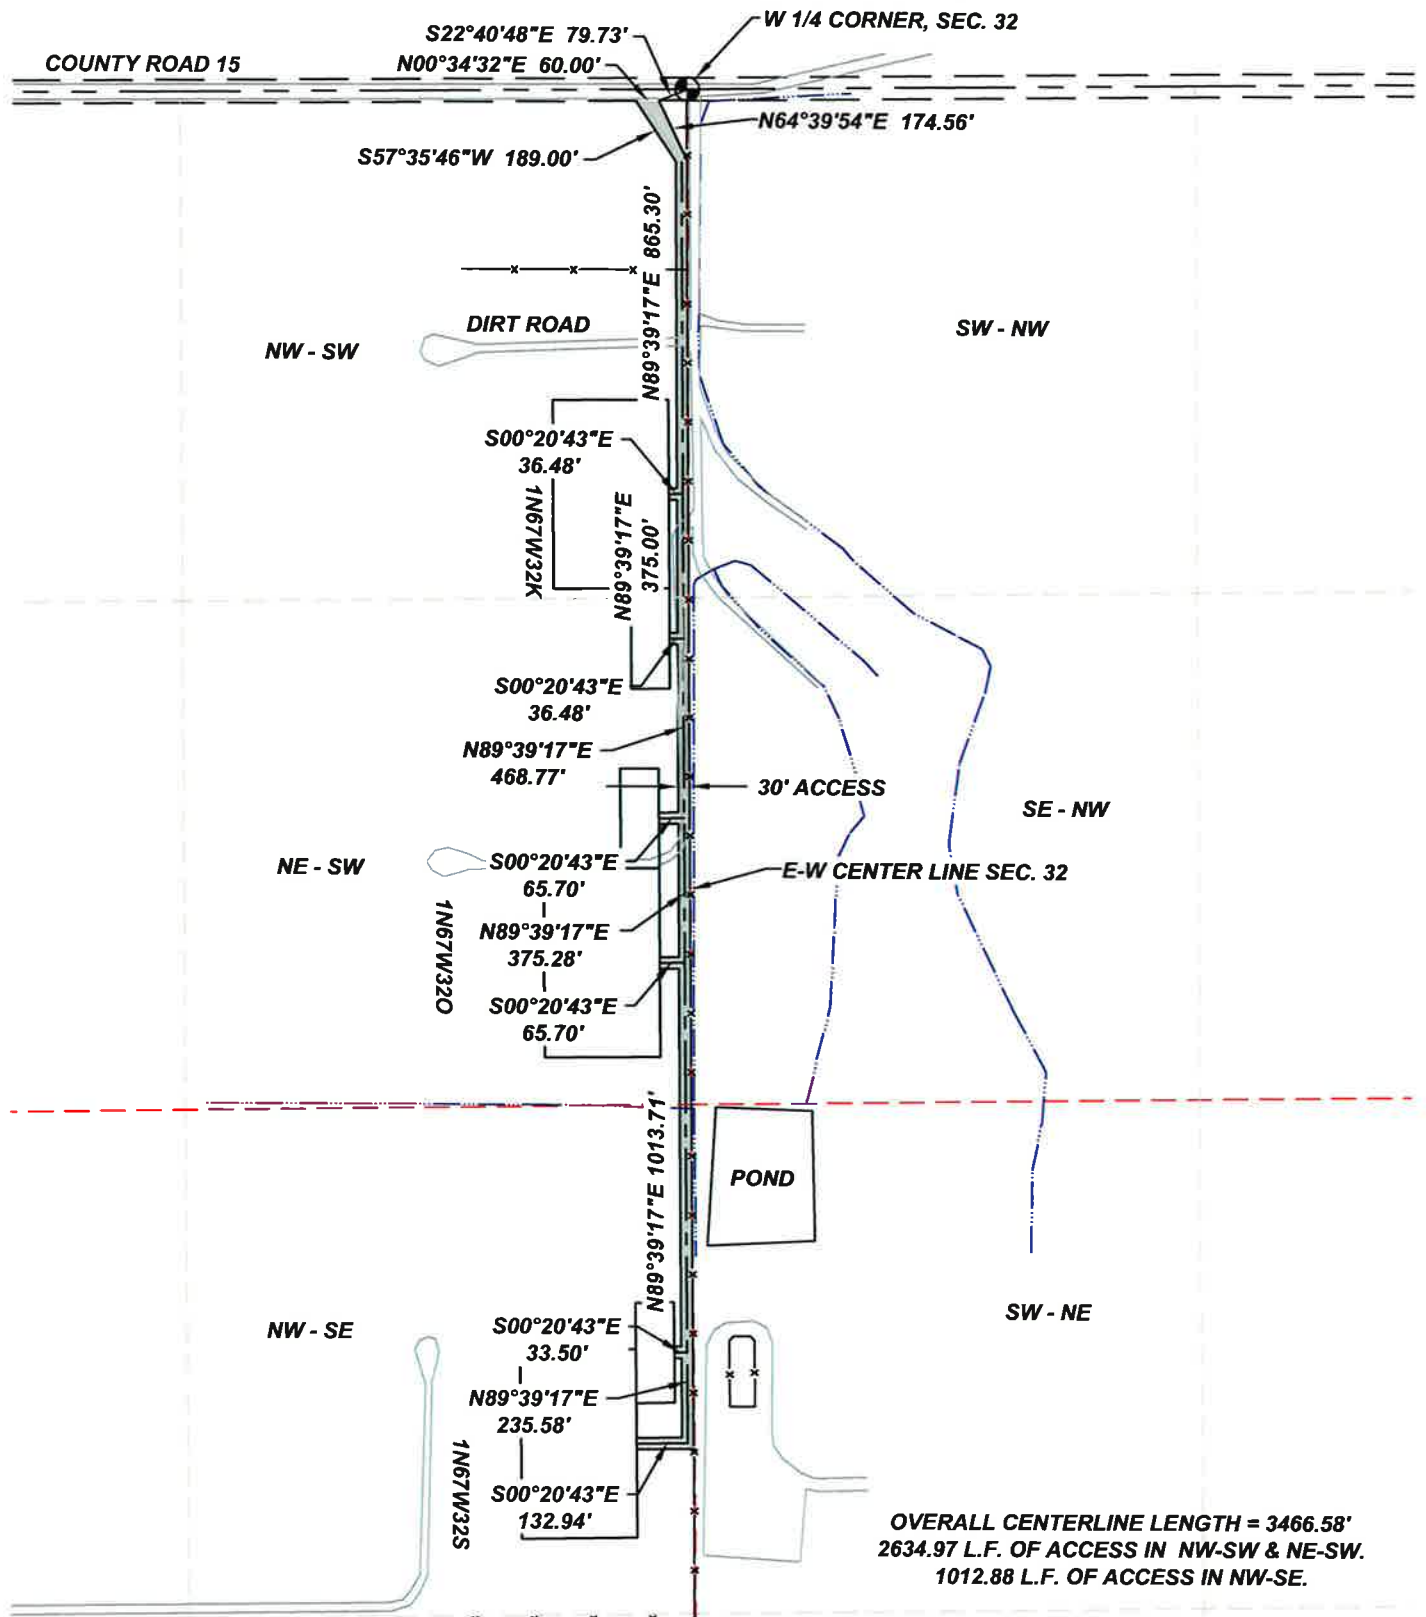 W 1/4 CORNER, SEC. 32
S22°40'48"E 79.73'
COUNTY ROAD 15
N00°34'32"E 60.00'
N64°39'54"E 174.56'
S57°35'46"W 189.00'
N89°39'17"E 865.30'
DIRT ROAD
NW - SW
SW - NW
S00°20'43"E
36.48'
1N67W32K
N89°39'17"E
375.00'
S00°20'43"E
36.48'
N89°39'17"E
468.77'
30' ACCESS
SE - NW
NE - SW
S00°20'43"E
65.70'
E-W CENTER LINE SEC. 32
1N67W32O
N89°39'17"E
375.28'
S00°20'43"E
65.70'
N89°39'17"E 1013.71'
POND
SW - NE
NW - SE
S00°20'43"E
33.50'
N89°39'17"E
235.58'
1N67W32S
S00°20'43"E
132.94'
OVERALL CENTERLINE LENGTH = 3466.58'
2634.97 L.F. OF ACCESS IN NW-SW & NE-SW.
1012.88 L.F. OF ACCESS IN NW-SE.